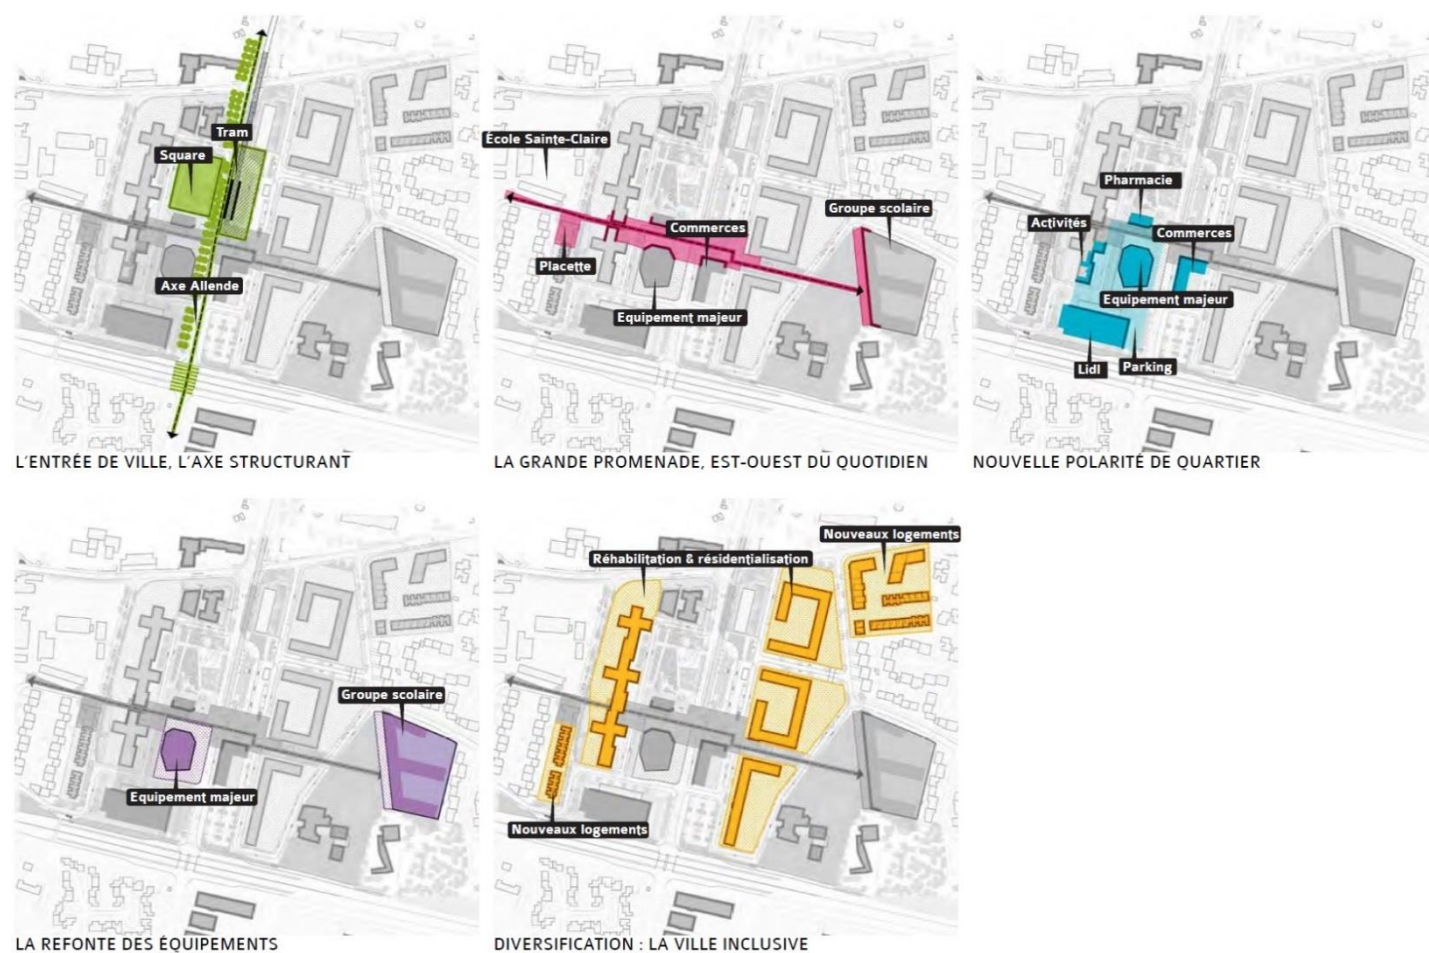 Tram
Square
Axe Allende
L'ENTRÉE DE VILLE, L'AXE STRUCTURANT
École Sainte-Claire
Groupe scolaire
Commerces
Placette
Equipement majeur
LA GRANDE PROMENADE, EST-OUEST DU QUOTIDIEN
Pharmacie
Activités
Commerces
Equipement majeur
Lidl
Parking
NOUVELLE POLARITÉ DE QUARTIER
Groupe scolaire
Equipement majeur
LA REFONTE DES ÉQUIPEMENTS
Nouveaux logements
Réhabilitation & résidentialisation
Nouveaux logements
DIVERSIFICATION : LA VILLE INCLUSIVE